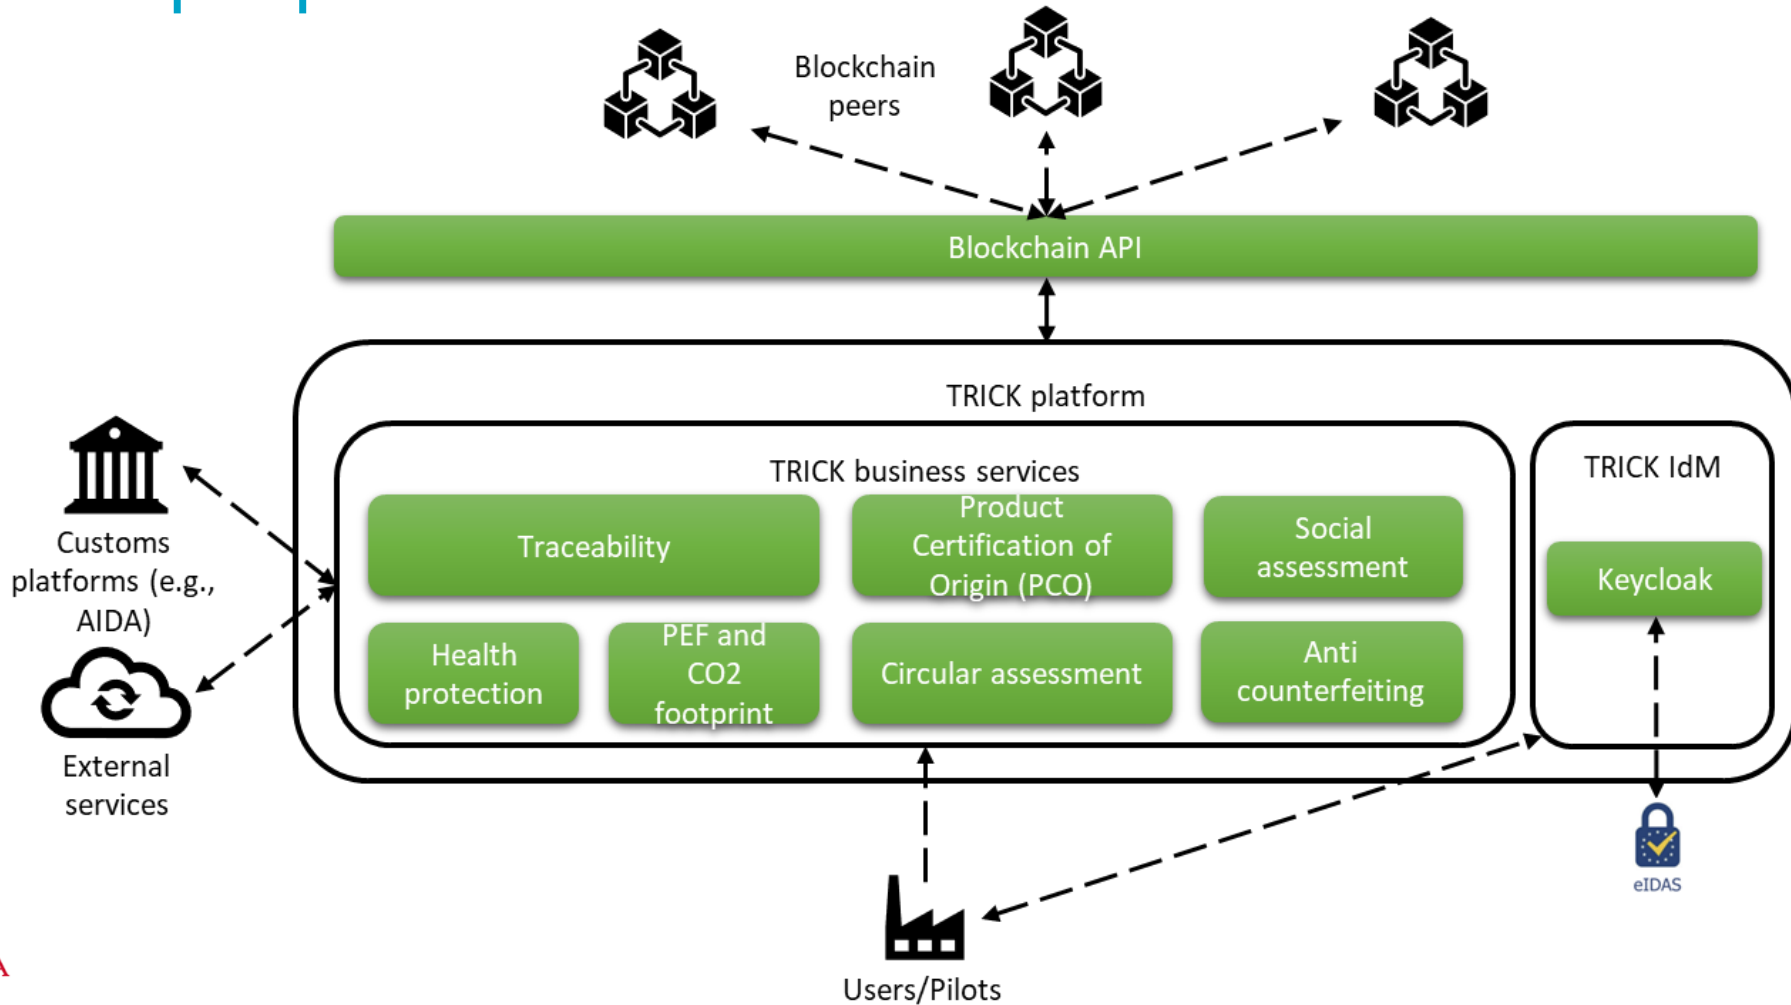 Blockchain
peers
Blockchain API
TRICK platform
TRICK business services
TRICK IdM
Traceability
Product
Certification of
Origin (PCO)
Social
assessment
Keycloak
Health
protection
PEF and
CO2
footprint
Circular assessment
Anti
counterfeiting
Customs
platforms (e.g.,
AIDA)
External
services
eIDAS
Users/Pilots